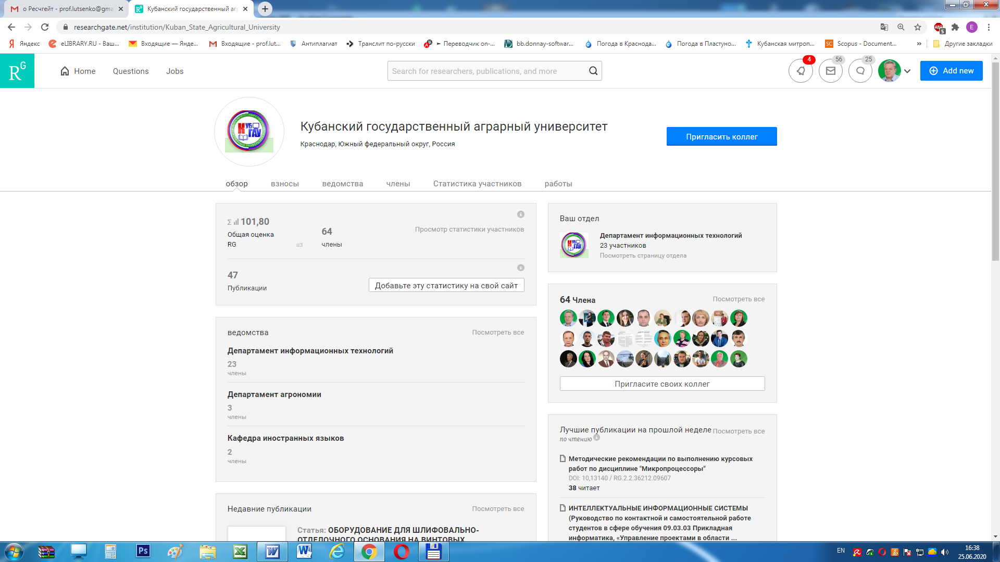 о Ресчгейт - prof.lutsenko@gma
Кубанский государственный агр
researchgate.net/institution/Kuban_State_Agricultural_University
Яндекс
eLIBRARY.RU - Ваш...
Входящие — Янде...
Входящие - prof.lut...
Антиплагиат
Транслит по-русски
► Переводчик on-...
bb.donnay-softwar...
Погода в Краснода...
Погода в Пластуно...
Кубанская митроп...
Scopus - Document...
»
Другие закладки
RG
Home
Questions
Jobs
Search for researchers, publications, and more
4
56
25
Add new
КубГАУ
Кубанский государственный аграрный университет
Краснодар, Южный федеральный округ, Россия
Пригласить коллег
обзор
взносы
ведомства
члены
Статистика участников
работы
Σ 101,80
Общая оценка
RG
из
64
члены
Просмотр статистики участников
47
Публикации
Добавьте эту статистику на свой сайт
ведомства
Посмотреть все
Департамент информационных технологий
23
члены
Департамент агрономии
3
члены
Кафедра иностранных языков
2
члены
Недавние публикации
Посмотреть все
Статья: ОБОРУДОВАНИЕ ДЛЯ ШЛИФОВАЛЬНО-
ОТДЕЛОЧНОГО ОСНОВАНИЯ НА ВИНТОВЫХ
Ваш отдел
Департамент информационных технологий
23 участников
Посмотреть страницу отдела
64 Члена
Посмотреть все
Пригласите своих коллег
Лучшие публикации на прошлой неделе
Посмотреть все
по чтению
Методические рекомендации по выполнению курсовых
работ по дисциплине "Микропроцессоры"
DOI: 10,13140 / RG.2.2.36212.09607
38 читает
ИНТЕЛЛЕКТУАЛЬНЫЕ ИНФОРМАЦИОННЫЕ СИСТЕМЫ
(Руководство по контактной и самостоятельной работе
студентов в сфере обучения 09.03.03 Прикладная
информатика, «Управление проектами в области ...
EN
16:38
25.06.2020